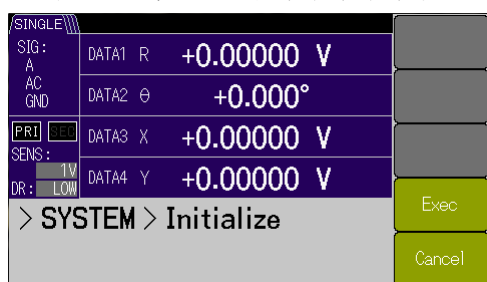 SINGLE
SIG:
A
AC
GND
PRI SEC
SENS:
1V
DR: LOW
DATA1 R +0.00000 V
DATA2 θ +0.000°
DATA3 X +0.00000 V
DATA4 Y +0.00000 V
> SYSTEM > Initialize
Exec
Cancel